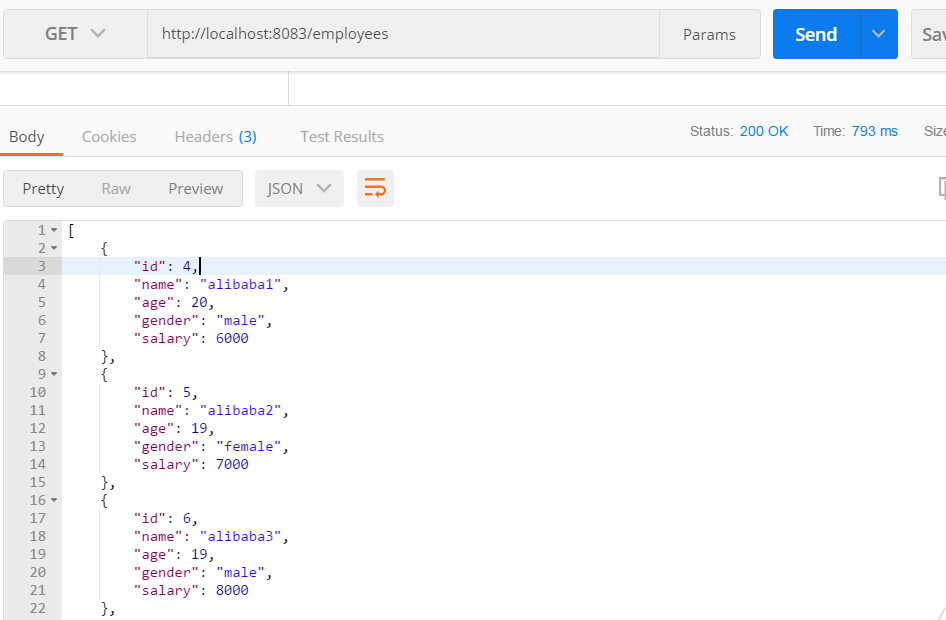 GET http://localhost:8083/employees Params Send Sav
Body Cookies Headers (3) Test Results Status: 200 OK Time: 793 ms Size
Pretty Raw Preview JSON
1 [
2 {
3 "id": 4,
4 "name": "alibaba1",
5 "age": 20,
6 "gender": "male",
7 "salary": 6000
8 },
9 {
10 "id": 5,
11 "name": "alibaba2",
12 "age": 19,
13 "gender": "female",
14 "salary": 7000
15 },
16 {
17 "id": 6,
18 "name": "alibaba3",
19 "age": 19,
20 "gender": "male",
21 "salary": 8000
22 },